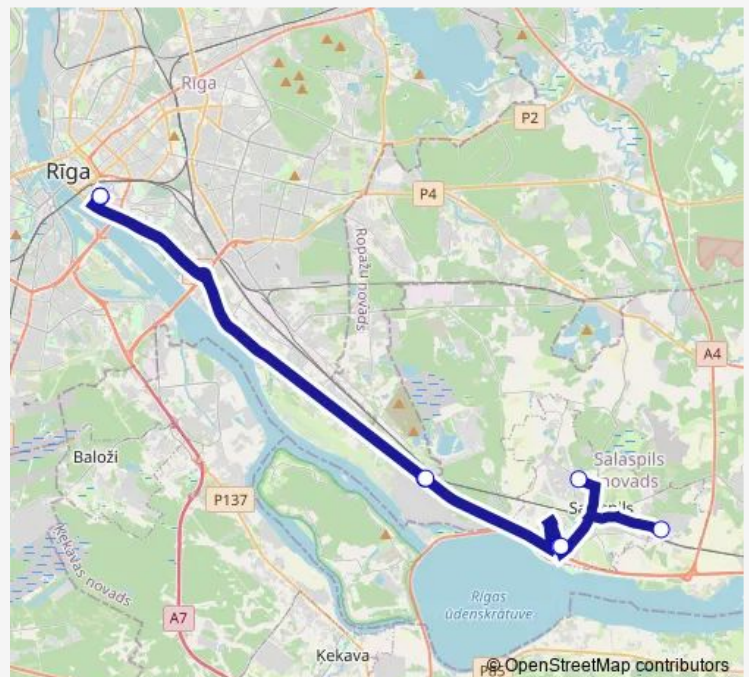 Rīga
P2
Rīga
P4
Ropažu novads
A4
Baloži
Salaspils
novads
P137
Salaspils
Ķekavas novads
Rīgas
ūdenskrātuve
A7
Ķekava
© OpenStreetMap contributors